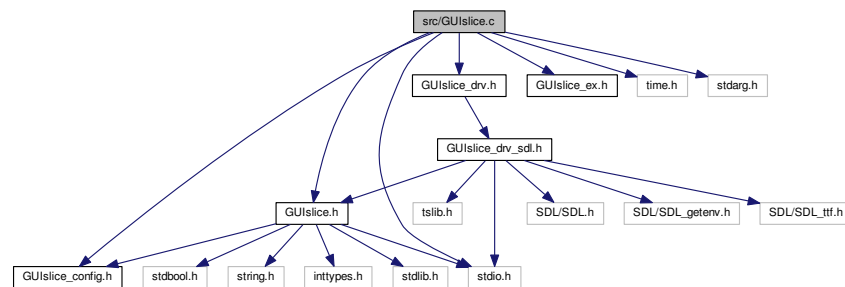 src/GUIslice.c
GUIslice_drv.h
GUIslice_ex.h
time.h
stdarg.h
GUIslice_drv_sdl.h
GUIslice.h
tslib.h
SDL/SDL.h
SDL/SDL_getenv.h
SDL/SDL_ttf.h
GUIslice_config.h
stdbool.h
string.h
inttypes.h
stdlib.h
stdio.h